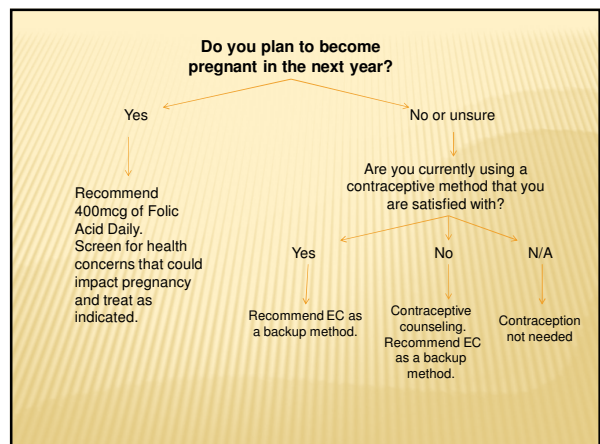 Do you plan to become
pregnant in the next year?
Yes
No or unsure
Recommend
400mcg of Folic
Acid Daily.
Screen for health
concerns that could
impact pregnancy
and treat as
indicated.
Are you currently using a
contraceptive method that you
are satisfied with?
Yes
No
N/A
Recommend EC as
a backup method.
Contraceptive
counseling.
Recommend EC
as a backup
method.
Contraception
not needed